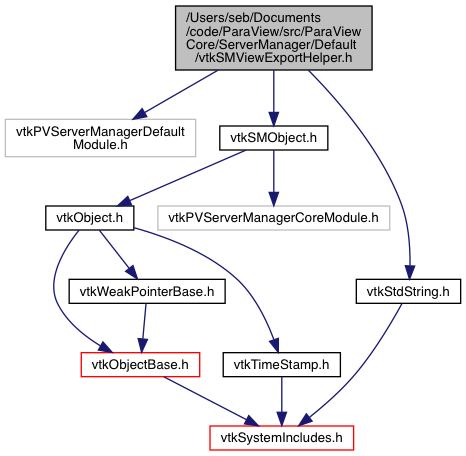 /Users/seb/Documents
/code/ParaView/src/ParaView
Core/ServerManager/Default
/vtkSMViewExportHelper.h
vtkPVServerManagerDefault
Module.h
vtkSMObject.h
vtkObject.h
vtkPVServerManagerCoreModule.h
vtkWeakPointerBase.h
vtkStdString.h
vtkObjectBase.h
vtkTimeStamp.h
vtkSystemIncludes.h